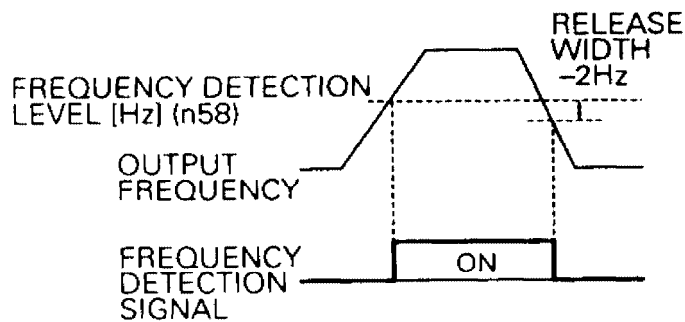 RELEASE
WIDTH
-2Hz
FREQUENCY DETECTION
LEVEL [Hz] (n58)
OUTPUT
FREQUENCY
FREQUENCY
DETECTION
SIGNAL
ON